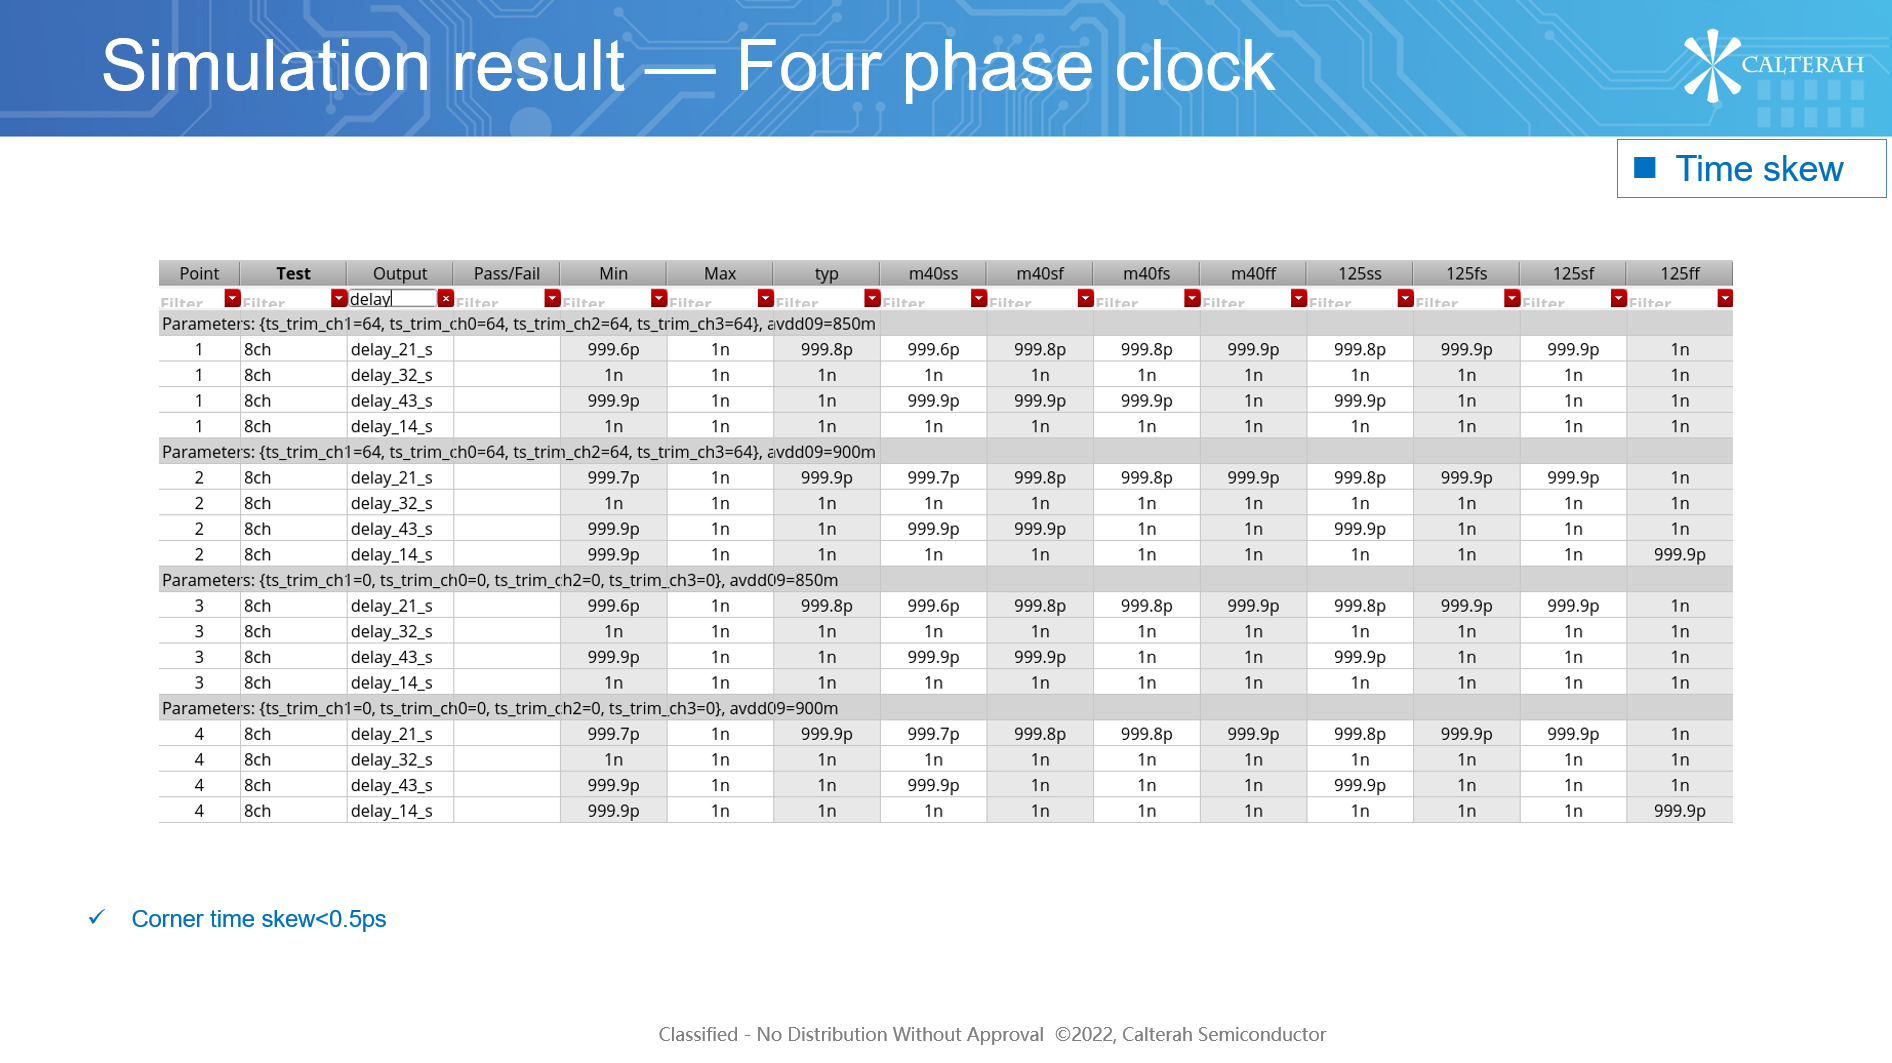 Simulation result — Four phase clock
CALTERAH
■ Time skew
Point Test Output Pass/Fail Min Max typ m40ss m40sf m40fs m40ff 125ss 125fs 125sf 125ff
Filter Filter delay Filter Filter Filter Filter Filter Filter Filter Filter Filter Filter Filter Filter
Parameters: {ts_trim_ch1=64, ts_trim_ch0=64, ts_trim_ch2=64, ts_trim_ch3=64}, avdd09=850m
1 8ch delay_21_s 999.6p 1n 999.8p 999.6p 999.8p 999.8p 999.9p 999.8p 999.9p 999.9p 1n
1 8ch delay_32_s 1n 1n 1n 1n 1n 1n 1n 1n 1n 1n 1n
1 8ch delay_43_s 999.9p 1n 1n 999.9p 999.9p 999.9p 1n 999.9p 1n 1n 1n
1 8ch delay_14_s 1n 1n 1n 1n 1n 1n 1n 1n 1n 1n 1n
Parameters: {ts_trim_ch1=64, ts_trim_ch0=64, ts_trim_ch2=64, ts_trim_ch3=64}, avdd09=900m
2 8ch delay_21_s 999.7p 1n 999.9p 999.7p 999.8p 999.8p 999.9p 999.8p 999.9p 999.9p 1n
2 8ch delay_32_s 1n 1n 1n 1n 1n 1n 1n 1n 1n 1n 1n
2 8ch delay_43_s 999.9p 1n 1n 999.9p 999.9p 1n 1n 999.9p 1n 1n 1n
2 8ch delay_14_s 999.9p 1n 1n 1n 1n 1n 1n 1n 1n 1n 999.9p
Parameters: {ts_trim_ch1=0, ts_trim_ch0=0, ts_trim_ch2=0, ts_trim_ch3=0}, avdd09=850m
3 8ch delay_21_s 999.6p 1n 999.8p 999.6p 999.8p 999.8p 999.9p 999.8p 999.9p 999.9p 1n
3 8ch delay_32_s 1n 1n 1n 1n 1n 1n 1n 1n 1n 1n 1n
3 8ch delay_43_s 999.9p 1n 1n 999.9p 999.9p 1n 1n 999.9p 1n 1n 1n
3 8ch delay_14_s 1n 1n 1n 1n 1n 1n 1n 1n 1n 1n 1n
Parameters: {ts_trim_ch1=0, ts_trim_ch0=0, ts_trim_ch2=0, ts_trim_ch3=0}, avdd09=900m
4 8ch delay_21_s 999.7p 1n 999.9p 999.7p 999.8p 999.8p 999.9p 999.8p 999.9p 999.9p 1n
4 8ch delay_32_s 1n 1n 1n 1n 1n 1n 1n 1n 1n 1n 1n
4 8ch delay_43_s 999.9p 1n 1n 999.9p 1n 1n 1n 999.9p 1n 1n 1n
4 8ch delay_14_s 999.9p 1n 1n 1n 1n 1n 1n 1n 1n 1n 999.9p
✓ Corner time skew<0.5ps
Classified - No Distribution Without Approval ©2022, Calterah Semiconductor